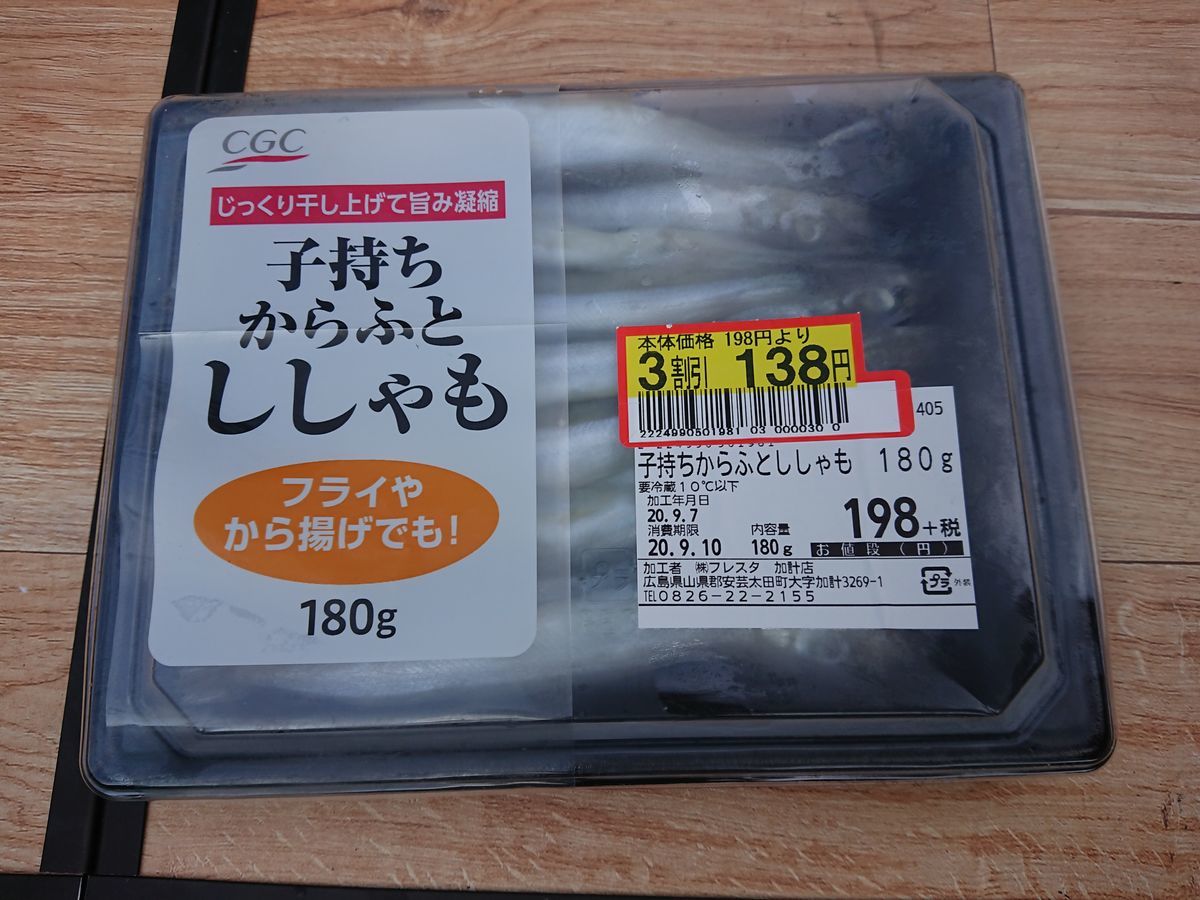 CGC
じっくり干し上げて旨み凝縮
子持ち
からふと
ししゃも
フライや
から揚げでも!
180g
本体価格 198円より
3割引 138円
2224990501981 03 000030 0
405
子持ちからふとししゃも 180g
要冷蔵10℃以下
加工年月日
20.9.7
消費期限 内容量
20.9.10 180g
198+税
お値段(円)
加工者 ㈱フレスタ 加計店
広島県山県郡安芸太田町大字加計3269-1
TEL0826-22-2155
プラ 外装
プラ